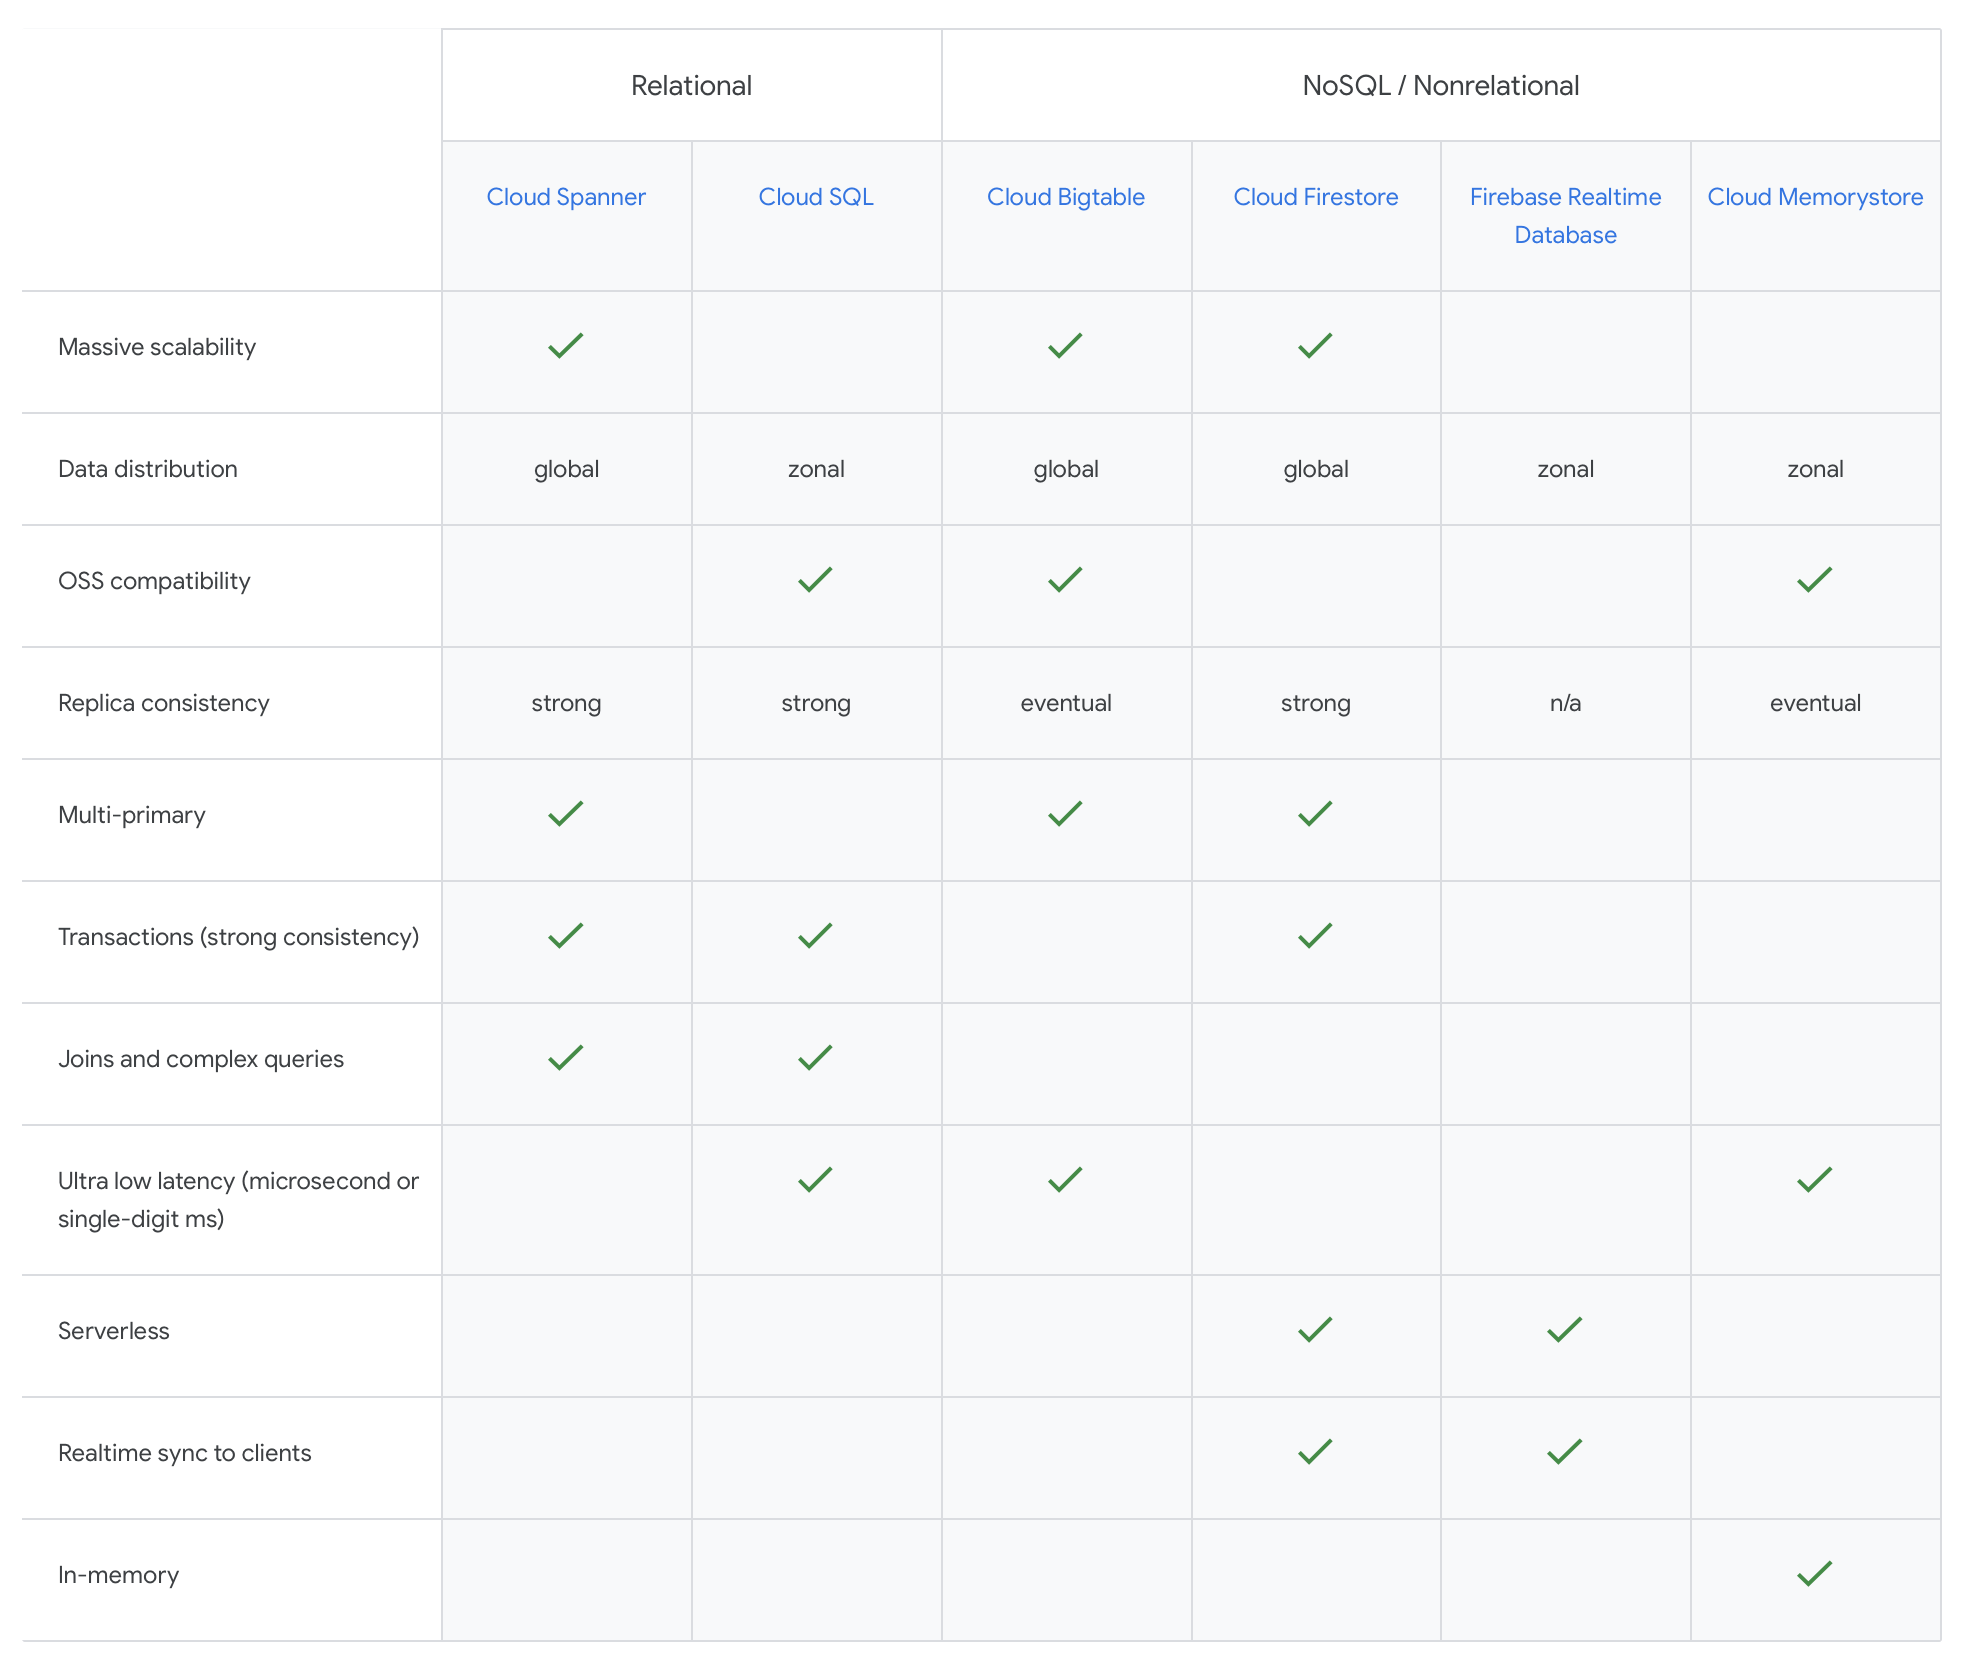 Relational
NoSQL / Nonrelational
Cloud Spanner
Cloud SQL
Cloud Bigtable
Cloud Firestore
Firebase Realtime
Database
Cloud Memorystore
Massive scalability
Data distribution
global
zonal
global
global
zonal
zonal
OSS compatibility
Replica consistency
strong
strong
eventual
strong
n/a
eventual
Multi-primary
Transactions (strong consistency)
Joins and complex queries
Ultra low latency (microsecond or
single-digit ms)
Serverless
Realtime sync to clients
In-memory